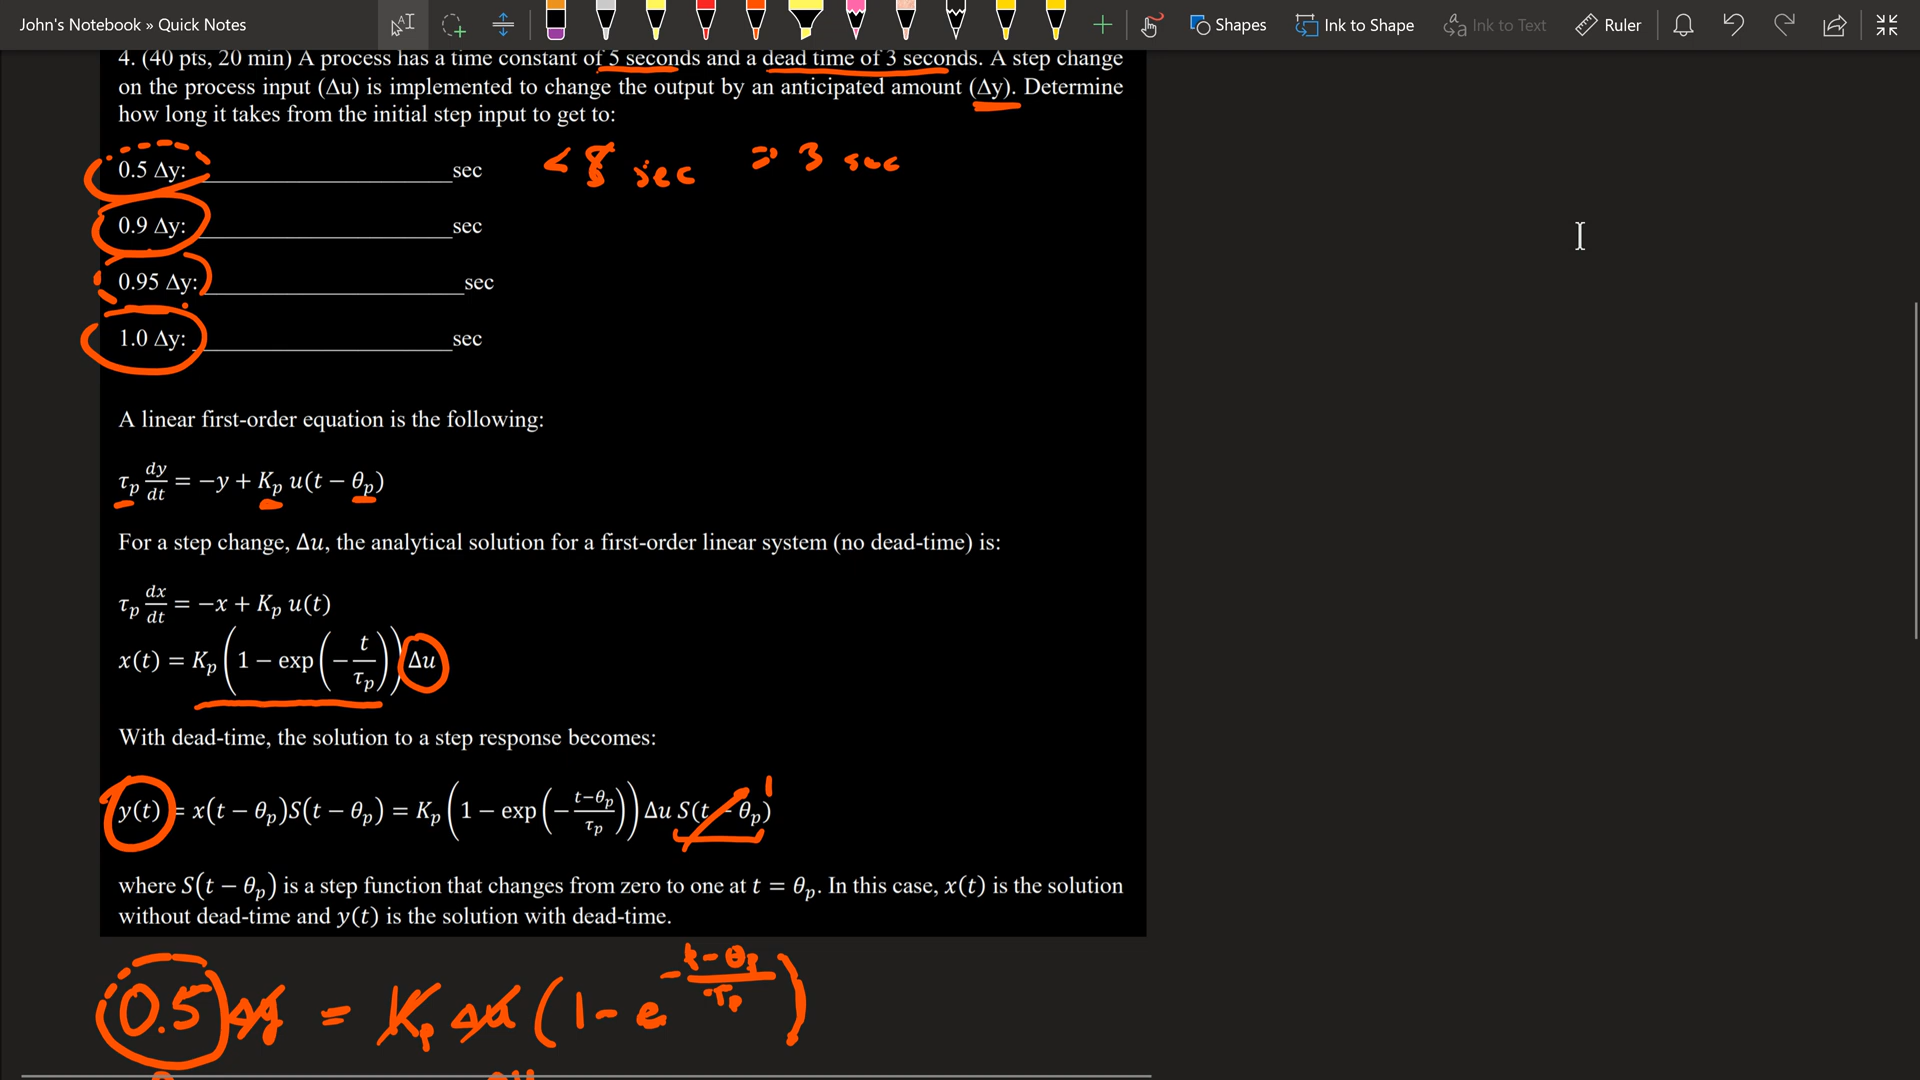 John's Notebook » Quick Notes
Shapes
Ink to Shape
Ink to Text
Ruler
4. (40 pts, 20 min) A process has a time constant of 5 seconds and a dead time of 3 seconds. A step change
on the process input (Δu) is implemented to change the output by an anticipated amount (Δy). Determine
how long it takes from the initial step input to get to:
0.5 Δy: ______________________ sec < 8 sec ≥ 3 sec
0.9 Δy: ______________________ sec
0.95 Δy: ______________________ sec
1.0 Δy: ______________________ sec
A linear first-order equation is the following:
τₚ dy/dt = −y + Kₚ u(t − θₚ)
For a step change, Δu, the analytical solution for a first-order linear system (no dead-time) is:
τₚ dx/dt = −x + Kₚ u(t)
x(t) = Kₚ (1 − exp(−t/τₚ)) Δu
With dead-time, the solution to a step response becomes:
y(t) = x(t − θₚ)S(t − θₚ) = Kₚ (1 − exp(−(t−θₚ)/τₚ)) Δu S(t − θₚ) 1
where S(t − θₚ) is a step function that changes from zero to one at t = θₚ. In this case, x(t) is the solution
without dead-time and y(t) is the solution with dead-time.
0.5 Δy = Kₚ Δu (1 − e^(−(t−θₚ)/τₚ))